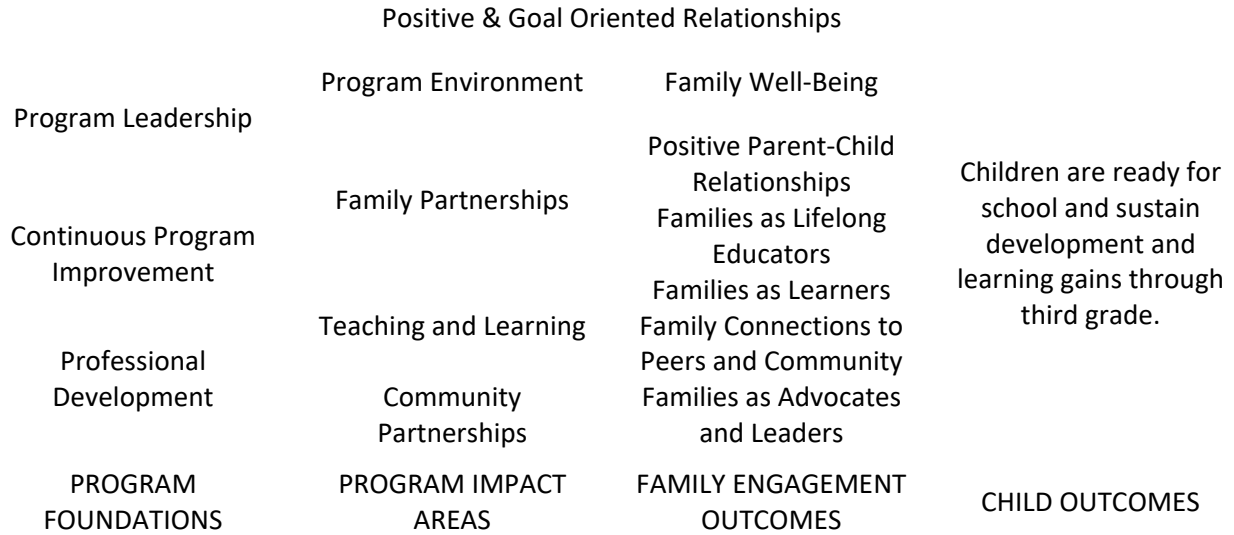 Positive & Goal Oriented Relationships
Program Leadership
Continuous Program
Improvement
Professional
Development
PROGRAM
FOUNDATIONS
Program Environment
Family Partnerships
Teaching and Learning
Community
Partnerships
PROGRAM IMPACT
AREAS
Family Well-Being
Positive Parent-Child
Relationships
Families as Lifelong
Educators
Families as Learners
Family Connections to
Peers and Community
Families as Advocates
and Leaders
FAMILY ENGAGEMENT
OUTCOMES
Children are ready for
school and sustain
development and
learning gains through
third grade.
CHILD OUTCOMES